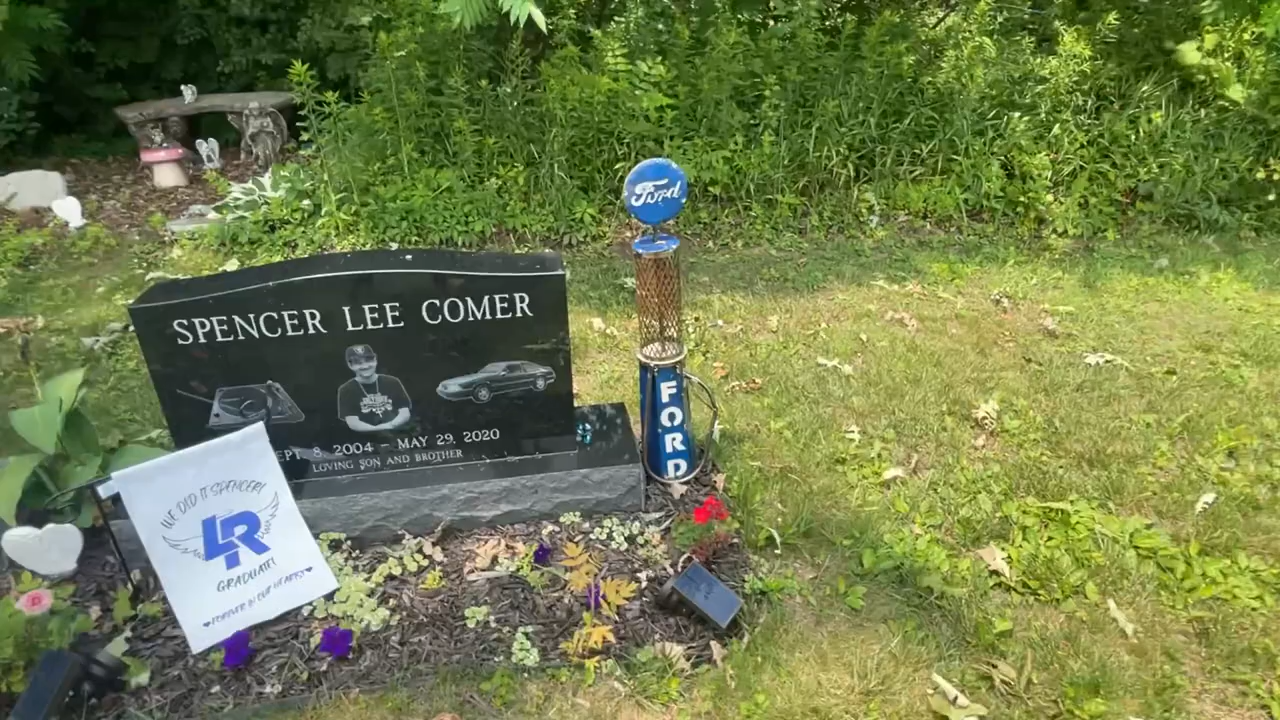 Ford
SPENCER LEE COMER
EPT. 8, 2004 - MAY 29, 2020
LOVING SON AND BROTHER
FORD
WE DID IT SPENCER!
LR
GRADUATE!
♥FOREVER IN OUR HEARTS♥